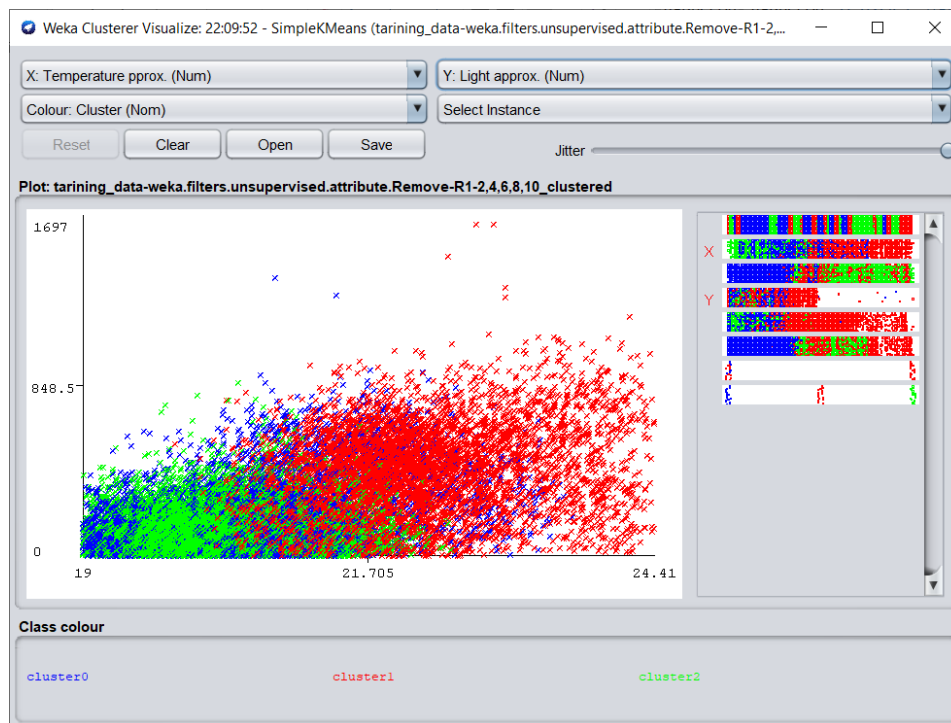 Weka Clusterer Visualize: 22:09:52 - SimpleKMeans (tarining_data-weka.filters.unsupervised.attribute.Remove-R1-2,...
X: Temperature pprox. (Num)
Y: Light approx. (Num)
Colour: Cluster (Nom)
Select Instance
Reset
Clear
Open
Save
Jitter
Plot: tarining_data-weka.filters.unsupervised.attribute.Remove-R1-2,4,6,8,10_clustered
1697
848.5
0
19
21.705
24.41
X
Y
Class colour
cluster0
cluster1
cluster2